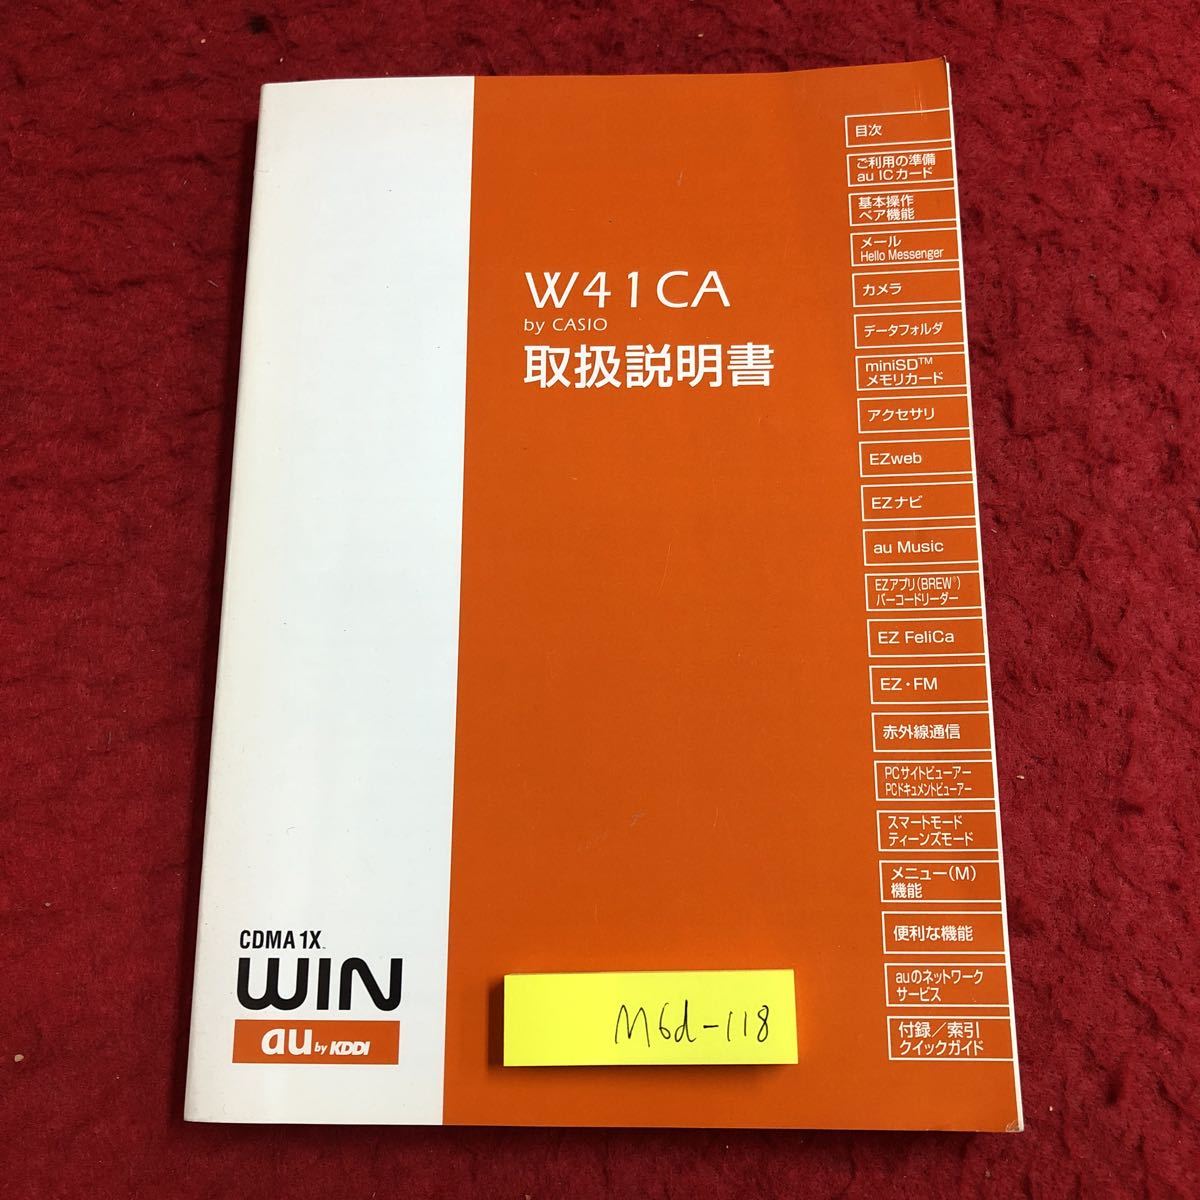 W41CA
by CASIO
取扱説明書
目次
ご利用の準備
au ICカード
基本操作
ペア機能
メール
Hello Messenger
カメラ
データフォルダ
miniSD™
メモリカード
アクセサリ
EZweb
EZナビ
au Music
EZアプリ(BREW®)
バーコードリーダー
EZ FeliCa
EZ・FM
赤外線通信
PCサイトビューアー
PCドキュメントビューアー
スマートモード
ティーンズモード
メニュー(M)
機能
便利な機能
auのネットワーク
サービス
付録/索引
クイックガイド
CDMA 1X
WIN
au by KDDI
M6d-118